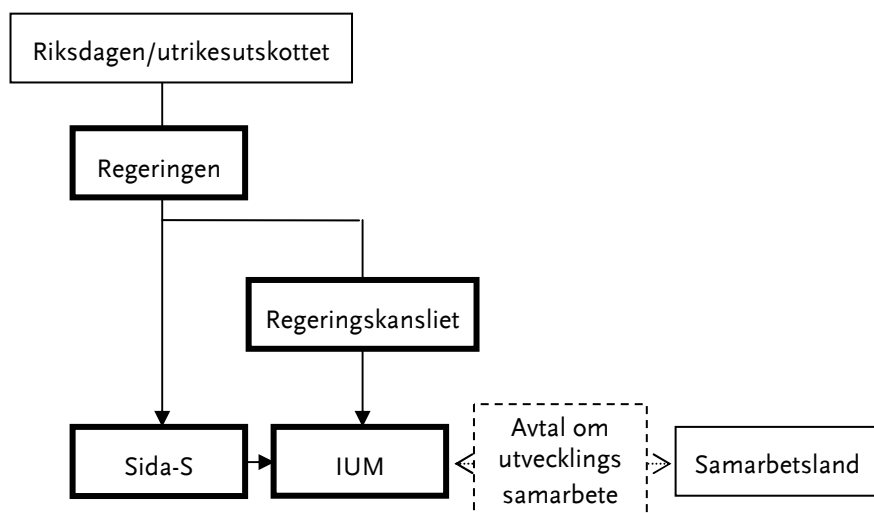 Riksdagen/utrikesutskottet
Regeringen
Regeringskansliet
Sida-S
IUM
Avtal om
utvecklings
samarbete
Samarbetsland